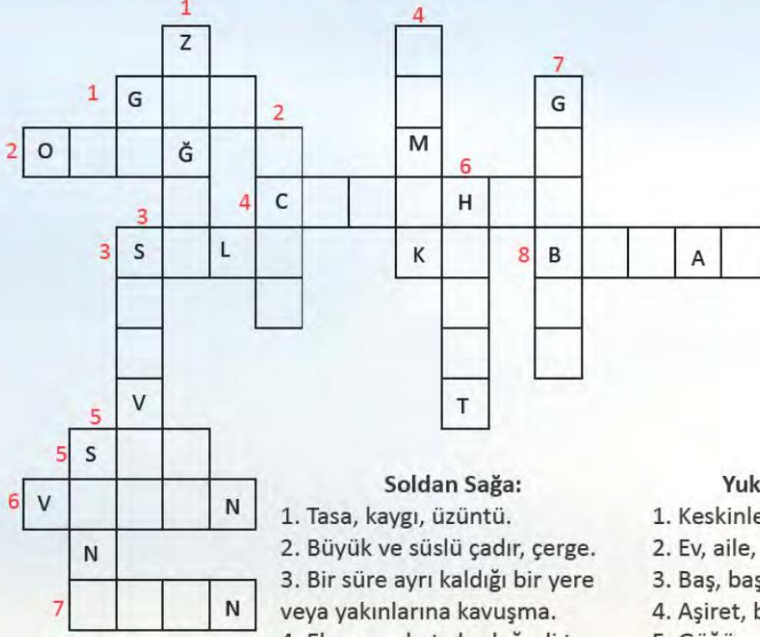 1
4
Z
7
1 G
2
G
2 O Ğ
M
6
3
4 C
H
3 S L
K
8 B A
V
T
5
5 S
6 V N
N
7 N
Soldan Sağa:
1. Tasa, kaygı, üzüntü.
2. Büyük ve süslü çadır, çerge.
3. Bir süre ayrı kaldığı bir yere
veya yakınlarına kavuşma.
Yuk
1. Keskinle
2. Ev, aile,
3. Baş, baş
4. Aşiret, b